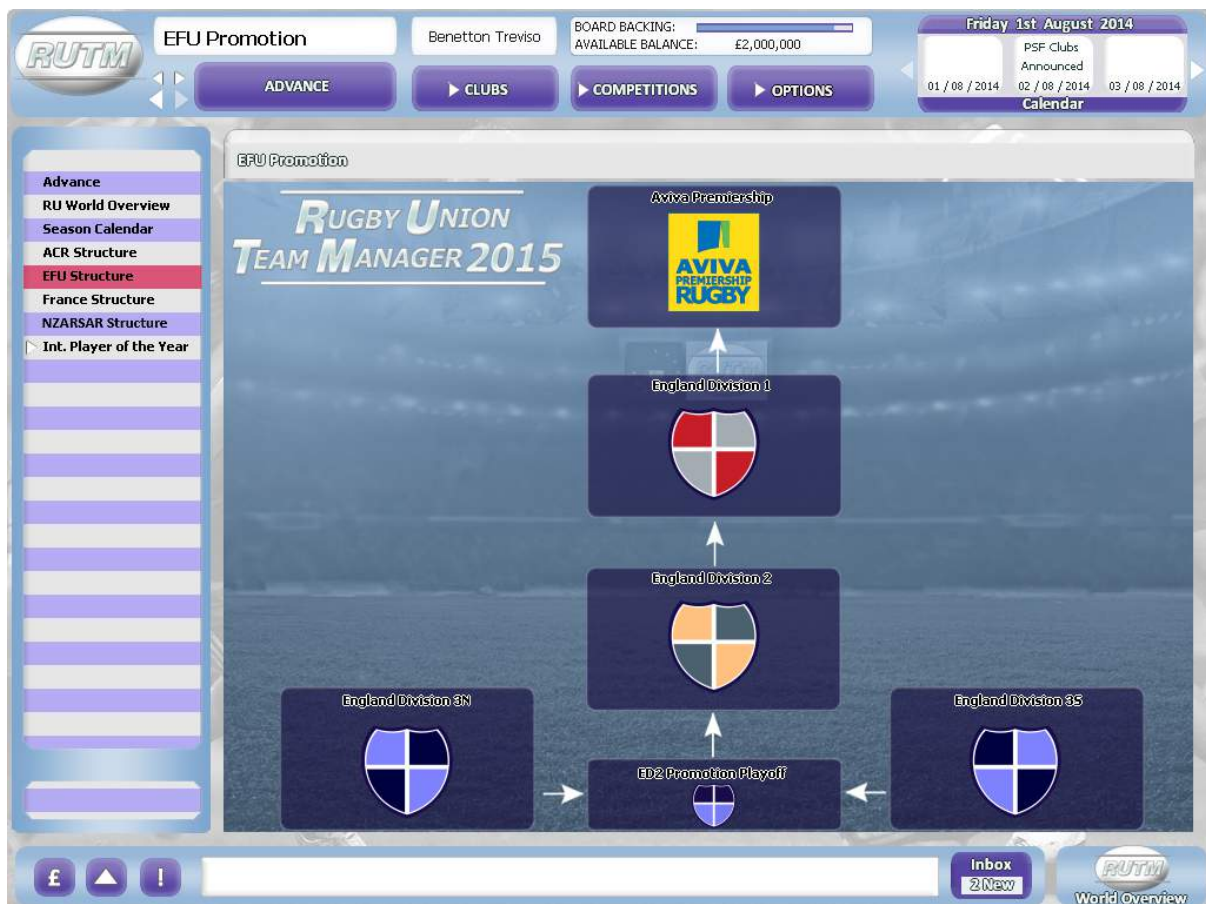 RUTM
EFU Promotion
Benetton Treviso
BOARD BACKING:
AVAILABLE BALANCE: £2,000,000
ADVANCE
CLUBS
COMPETITIONS
OPTIONS
Friday 1st August 2014
PSF Clubs
Announced
01 / 08 / 2014 02 / 08 / 2014 03 / 08 / 2014
Calendar
Advance
RU World Overview
Season Calendar
ACR Structure
EFU Structure
France Structure
NZARSAR Structure
Int. Player of the Year
EFU Promotion
RUGBY UNION
TEAM MANAGER 2015
Aviva Premiership
AVIVA
PREMIERSHIP
RUGBY
England Division 1
England Division 2
England Division 3N
England Division 3S
ED2 Promotion Playoff
£
!
Inbox
2 New
RUTM
World Overview